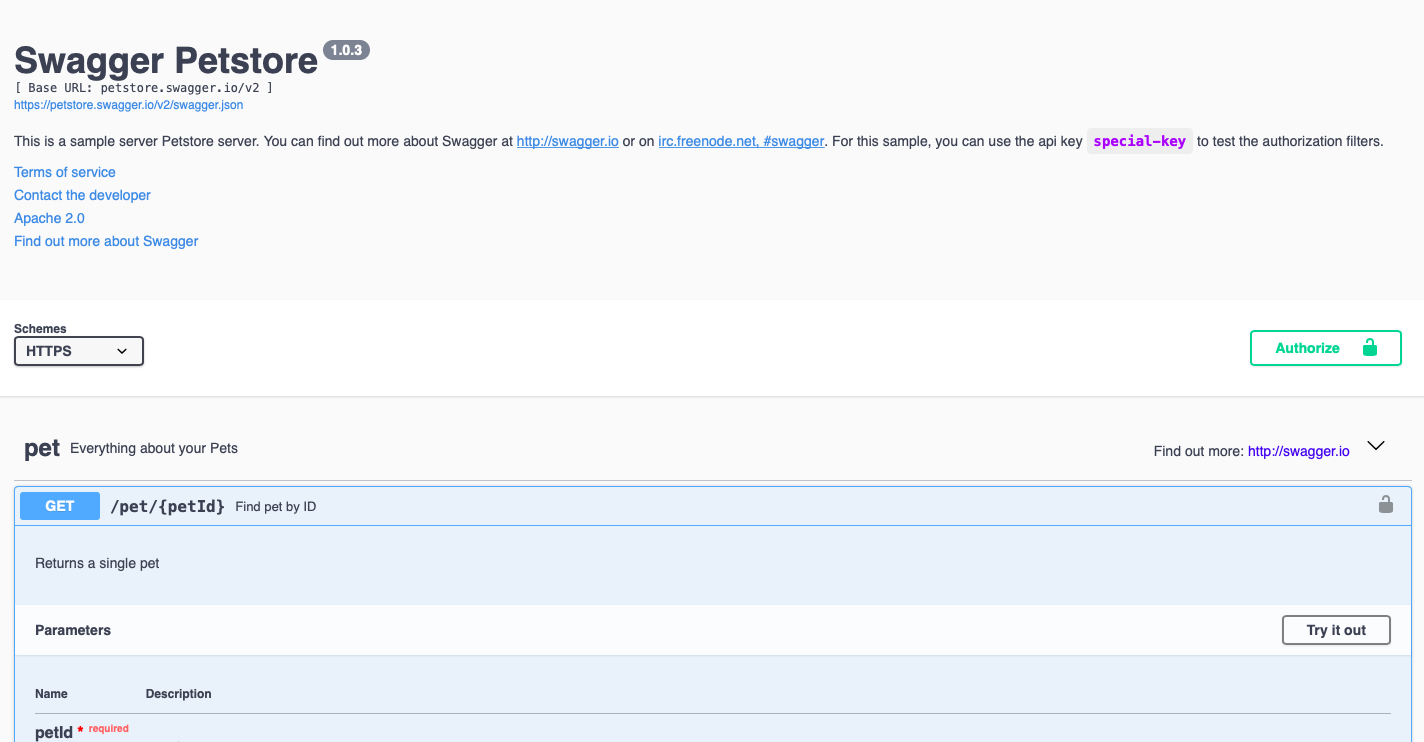 Swagger Petstore 1.0.3
[ Base URL: petstore.swagger.io/v2 ]
https://petstore.swagger.io/v2/swagger.json
This is a sample server Petstore server. You can find out more about Swagger at http://swagger.io or on irc.freenode.net, #swagger. For this sample, you can use the api key special-key to test the authorization filters.
Terms of service
Contact the developer
Apache 2.0
Find out more about Swagger
Schemes
HTTPS
Authorize
pet Everything about your Pets
Find out more: http://swagger.io
GET /pet/{petId} Find pet by ID
Returns a single pet
Parameters
Try it out
Name Description
petId * required